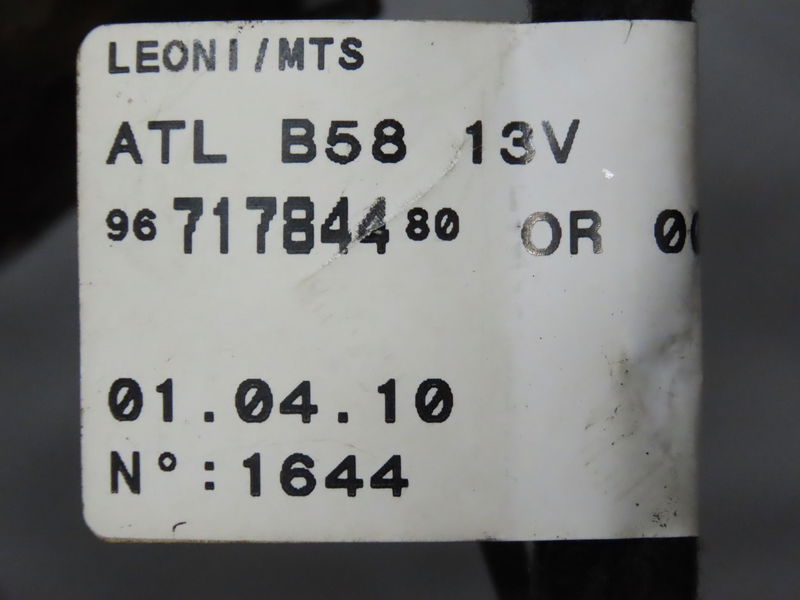 LEONI/MTS
ATL B58 13V
96 717844 80 OR
01.04.10
N°:1644